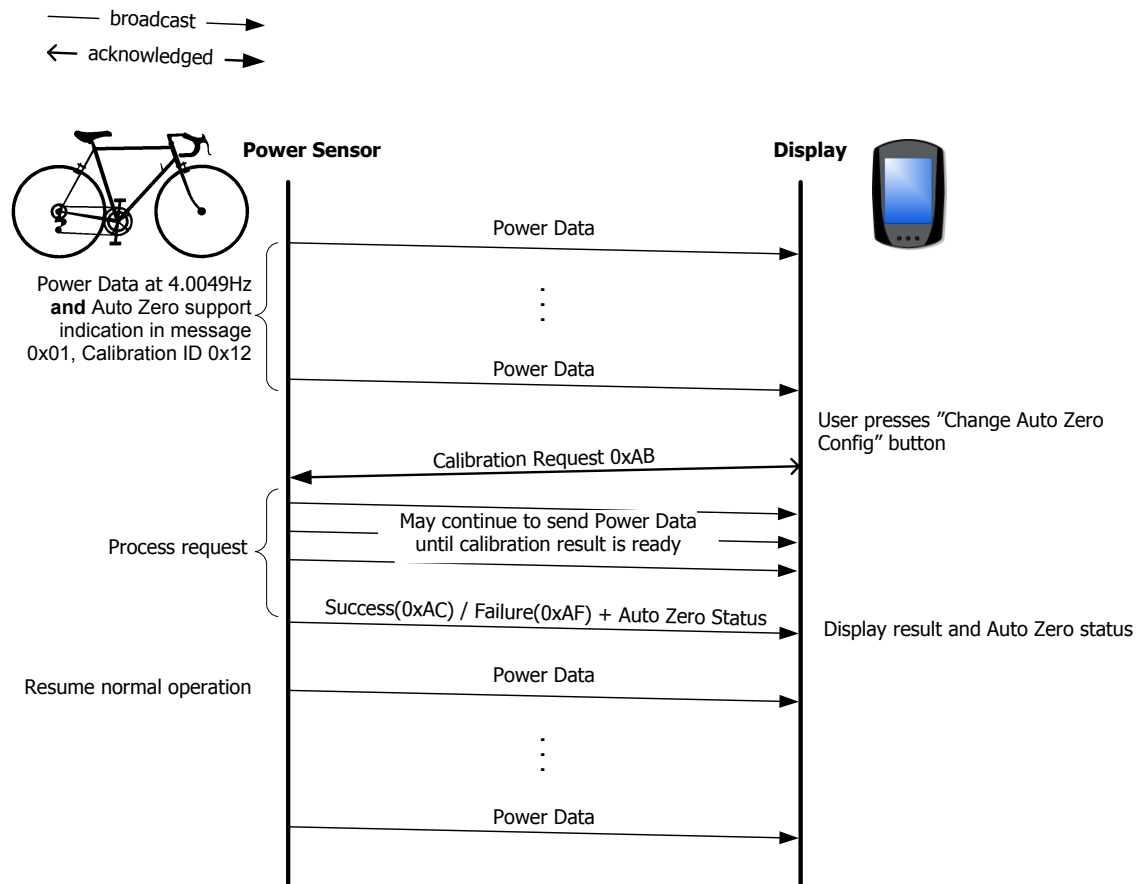 broadcast
acknowledged
Power Sensor
Display
Power Data
Power Data at 4.0049Hz
and Auto Zero support
indication in message
0x01, Calibration ID 0x12
Power Data
User presses ”Change Auto Zero
Config” button
Calibration Request 0xAB
Process request
May continue to send Power Data
until calibration result is ready
Success(0xAC) / Failure(0xAF) + Auto Zero Status
Display result and Auto Zero status
Resume normal operation
Power Data
Power Data